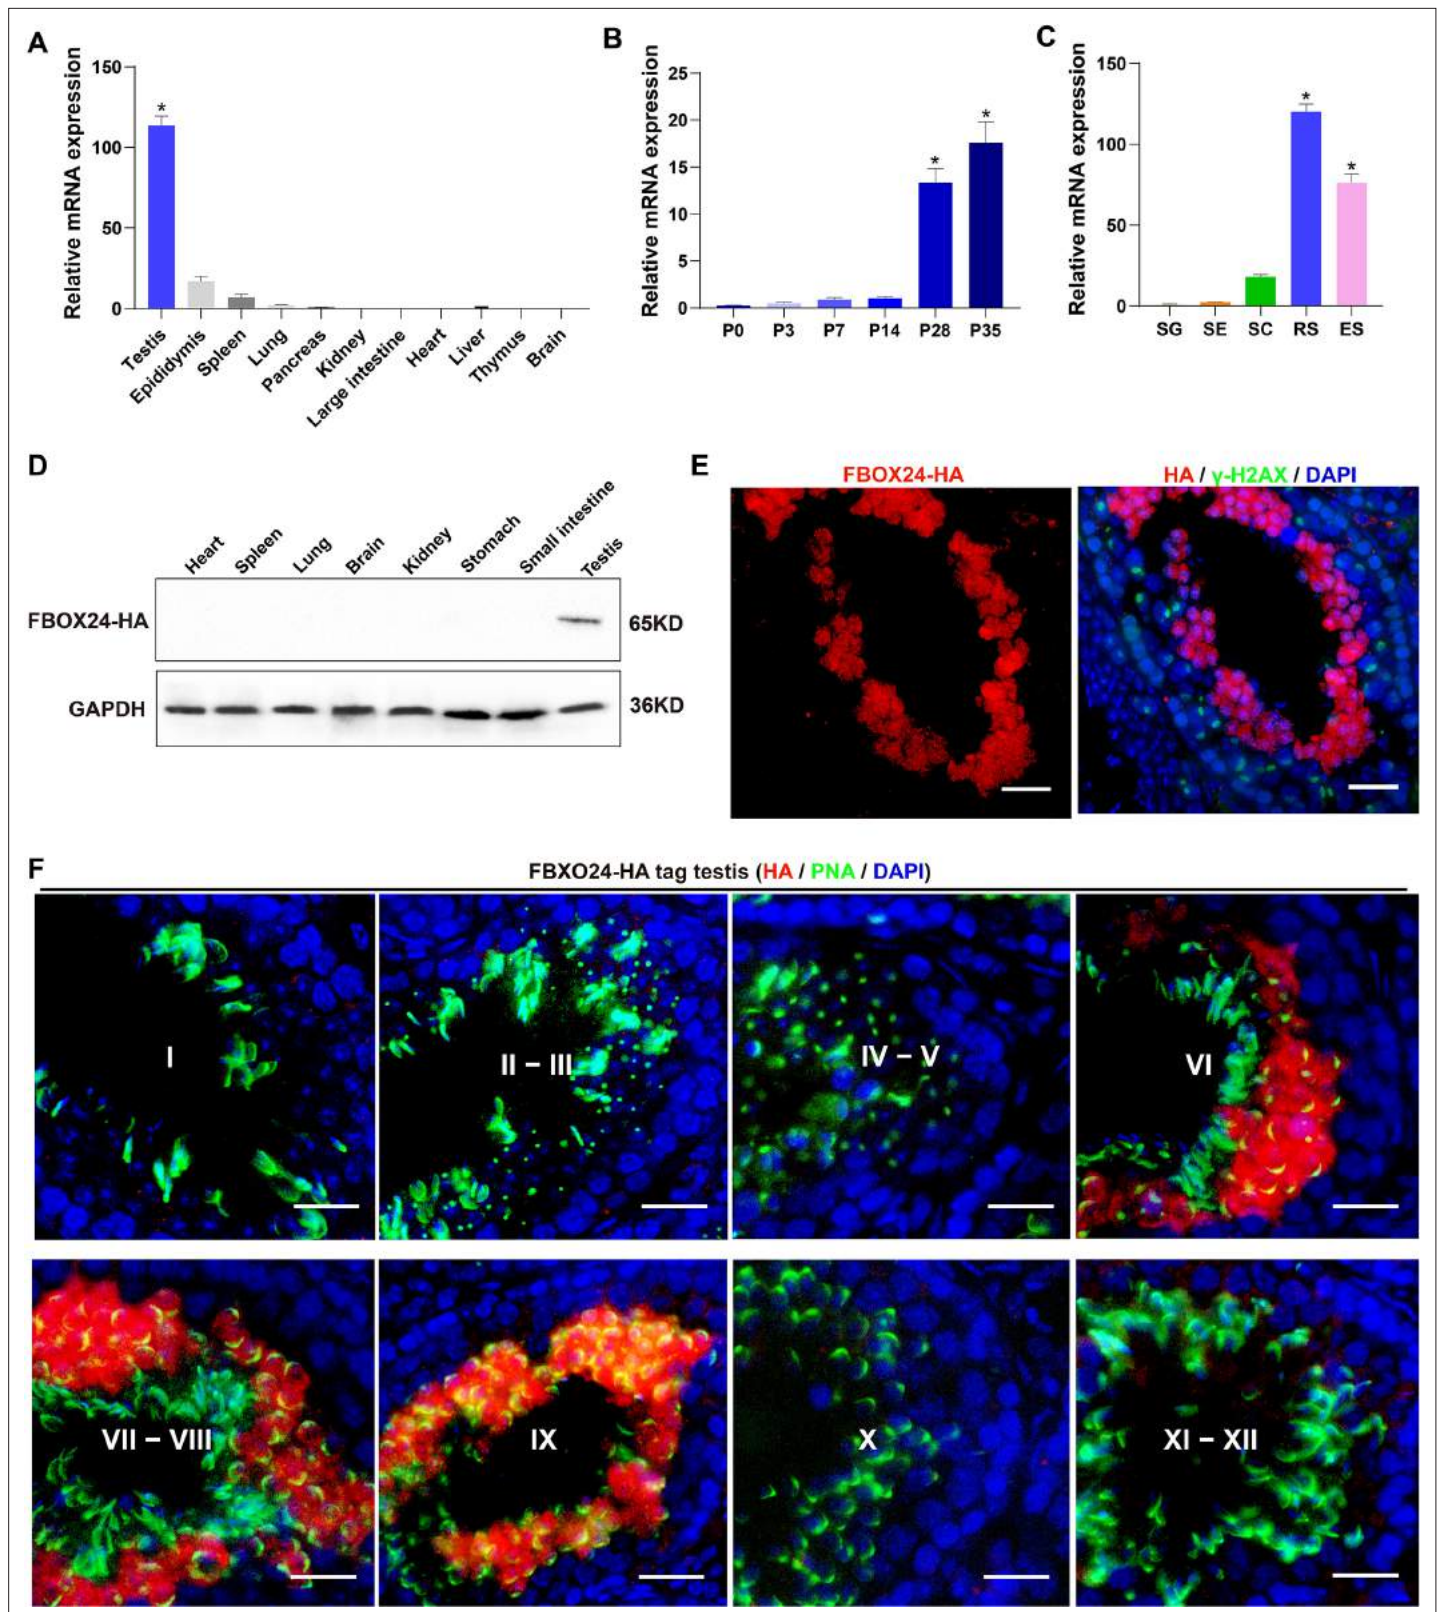 A
Relative mRNA expression
150
100
50
0
*
Testis
Epididymis
Spleen
Lung
Pancreas
Kidney
Large intestine
Heart
Liver
Thymus
Brain
B
Relative mRNA expression
25
20
15
10
5
0
* *
P0 P3 P7 P14 P28 P35
C
Relative mRNA expression
150
100
50
0
* *
SG SE SC RS ES
D
Heart
Spleen
Lung
Brain
Kidney
Stomach
Small intestine
Testis
FBOX24-HA 65KD
GAPDH 36KD
E
FBOX24-HA
HA / γ-H2AX / DAPI
F
FBXO24-HA tag testis (HA / PNA / DAPI)
I
II – III
IV – V
VI
VII – VIII
IX
X
XI – XII